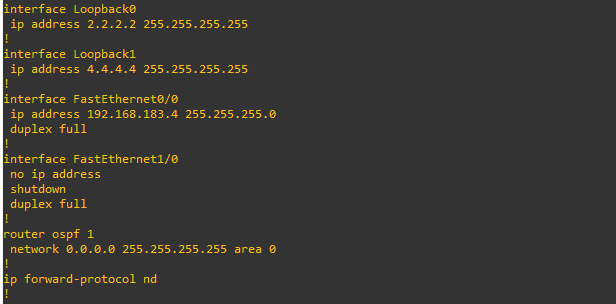 interface Loopback0
 ip address 2.2.2.2 255.255.255.255
!
interface Loopback1
 ip address 4.4.4.4 255.255.255.255
!
interface FastEthernet0/0
 ip address 192.168.183.4 255.255.255.0
 duplex full
!
interface FastEthernet1/0
 no ip address
 shutdown
 duplex full
!
router ospf 1
 network 0.0.0.0 255.255.255.255 area 0
!
ip forward-protocol nd
!